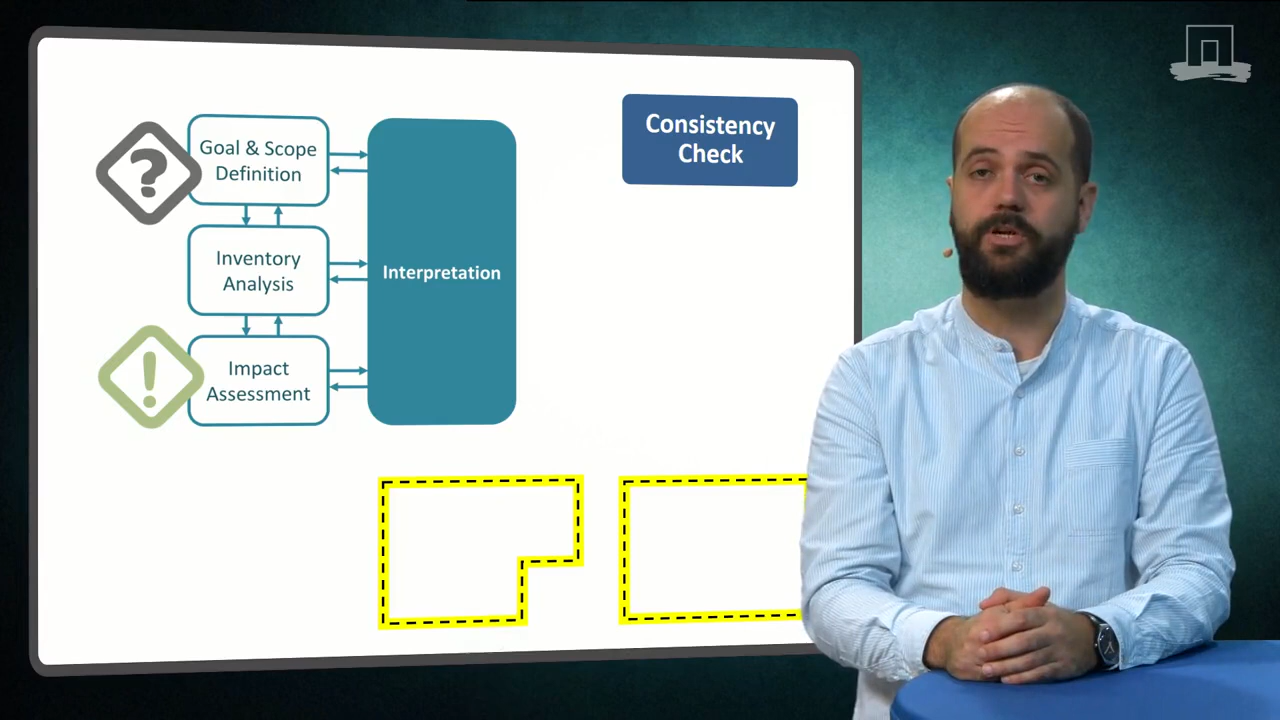 Goal & Scope
Definition
Inventory
Analysis
Impact
Assessment
Interpretation
Consistency
Check